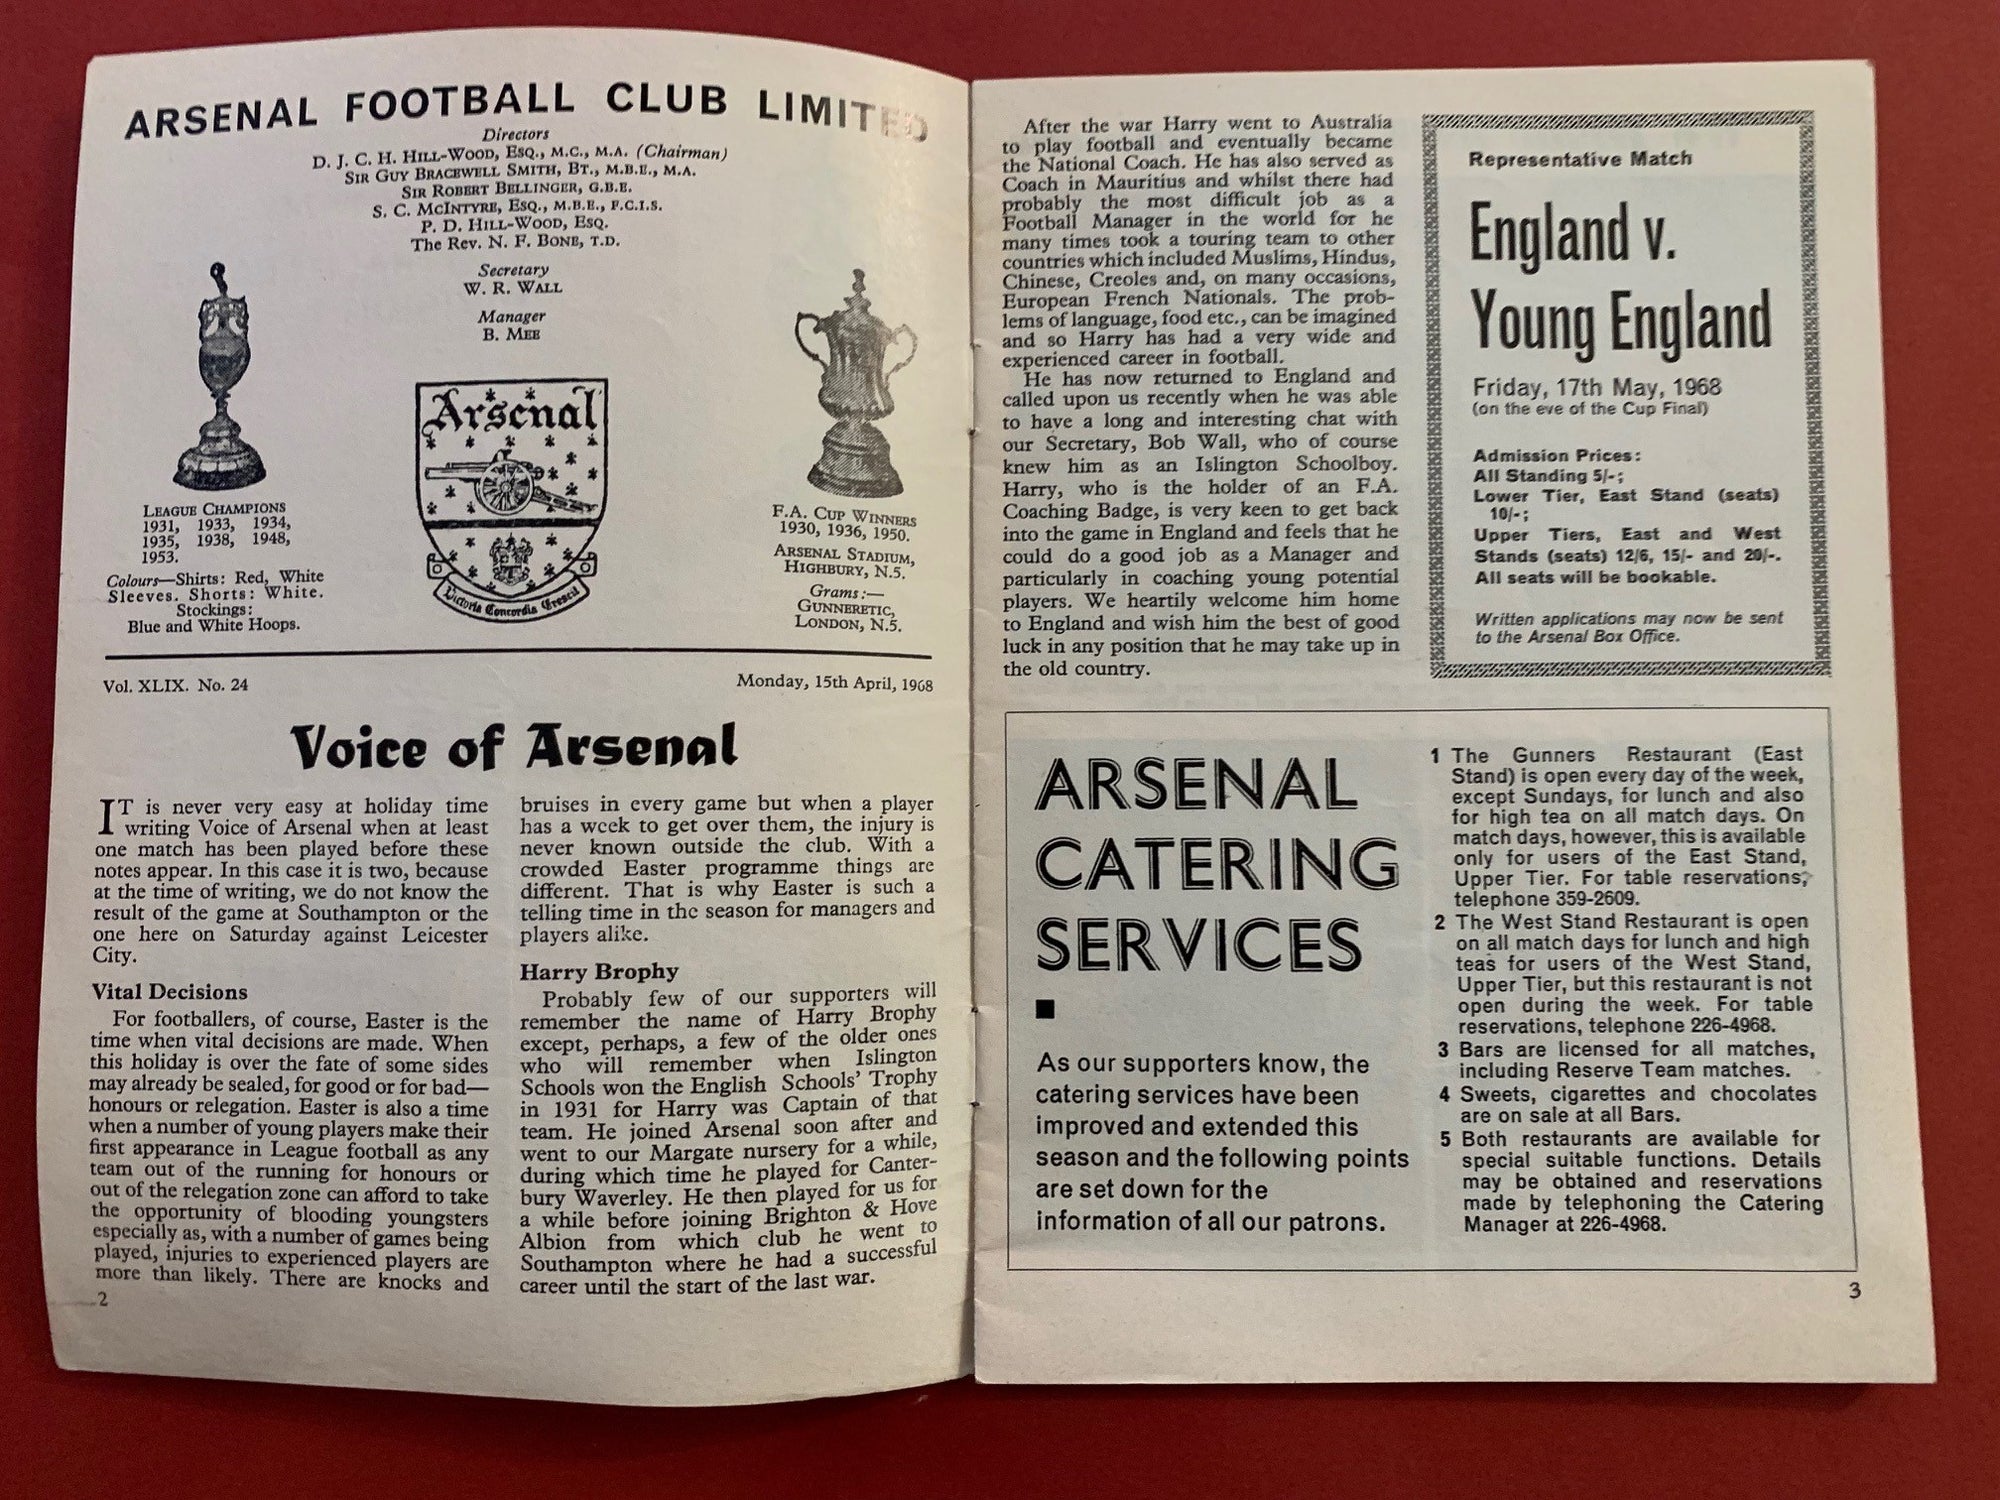 ARSENAL FOOTBALL CLUB LIMITED
Directors
D. J. C. H. HILL-WOOD, ESQ., M.C., M.A. (Chairman)
SIR GUY BRACEWELL SMITH, BT., M.B.E., M.A.
SIR ROBERT BELLINGER, G.B.E.
S. C. MCINTYRE, ESQ., M.B.E., F.C.I.S.
P. D. HILL-WOOD, ESQ.
The Rev. N. F. BONE, T.D.
Secretary
W. R. WALL
Manager
B. MEE
Arsenal
Victoria Concordia Crescit
LEAGUE CHAMPIONS
1931, 1933, 1934,
1935, 1938, 1948,
1953.
Colours—Shirts: Red, White
Sleeves. Shorts: White.
Stockings:
Blue and White Hoops.
F.A. CUP WINNERS
1930, 1936, 1950.
ARSENAL STADIUM,
HIGHBURY, N.5.
Grams:—
GUNNERETIC,
LONDON, N.5.
Vol. XLIX. No. 24
Monday, 15th April, 1968
Voice of Arsenal
IT is never very easy at holiday time
writing Voice of Arsenal when at least
one match has been played before these
notes appear. In this case it is two, because
at the time of writing, we do not know the
result of the game at Southampton or the
one here on Saturday against Leicester
City.
Vital Decisions
For footballers, of course, Easter is the
time when vital decisions are made. When
this holiday is over the fate of some sides
may already be sealed, for good or for bad—
honours or relegation. Easter is also a time
when a number of young players make their
first appearance in League football as any
team out of the running for honours or
out of the relegation zone can afford to take
the opportunity of blooding youngsters
especially as, with a number of games being
played, injuries to experienced players are
more than likely. There are knocks and
2
bruises in every game but when a player
has a week to get over them, the injury is
never known outside the club. With a
crowded Easter programme things are
different. That is why Easter is such a
telling time in the season for managers and
players alike.
Harry Brophy
Probably few of our supporters will
remember the name of Harry Brophy
except, perhaps, a few of the older ones
who will remember when Islington
Schools won the English Schools' Trophy
in 1931 for Harry was Captain of that
team. He joined Arsenal soon after and
went to our Margate nursery for a while,
during which time he played for Canter-
bury Waverley. He then played for us for
a while before joining Brighton & Hove
Albion from which club he went to
Southampton where he had a successful
career until the start of the last war.
After the war Harry went to Australia
to play football and eventually became
the National Coach. He has also served as
Coach in Mauritius and whilst there had
probably the most difficult job as a
Football Manager in the world for he
many times took a touring team to other
countries which included Muslims, Hindus,
Chinese, Creoles and, on many occasions,
European French Nationals. The prob-
lems of language, food etc., can be imagined
and so Harry has had a very wide and
experienced career in football.
He has now returned to England and
called upon us recently when he was able
to have a long and interesting chat with
our Secretary, Bob Wall, who of course
knew him as an Islington Schoolboy.
Harry, who is the holder of an F.A.
Coaching Badge, is very keen to get back
into the game in England and feels that he
could do a good job as a Manager and
particularly in coaching young potential
players. We heartily welcome him home
to England and wish him the best of good
luck in any position that he may take up in
the old country.
Representative Match
England v.
Young England
Friday, 17th May, 1968
(on the eve of the Cup Final)
Admission Prices:
All Standing 5/-;
Lower Tier, East Stand (seats)
10/-;
Upper Tiers, East and West
Stands (seats) 12/6, 15/- and 20/-.
All seats will be bookable.
Written applications may now be sent
to the Arsenal Box Office.
ARSENAL
CATERING
SERVICES
As our supporters know, the
catering services have been
improved and extended this
season and the following points
are set down for the
information of all our patrons.
1 The Gunners Restaurant (East
Stand) is open every day of the week,
except Sundays, for lunch and also
for high tea on all match days. On
match days, however, this is available
only for users of the East Stand,
Upper Tier. For table reservations,
telephone 359-2609.
2 The West Stand Restaurant is open
on all match days for lunch and high
teas for users of the West Stand,
Upper Tier, but this restaurant is not
open during the week. For table
reservations, telephone 226-4968.
3 Bars are licensed for all matches,
including Reserve Team matches.
4 Sweets, cigarettes and chocolates
are on sale at all Bars.
5 Both restaurants are available for
special suitable functions. Details
may be obtained and reservations
made by telephoning the Catering
Manager at 226-4968.
3